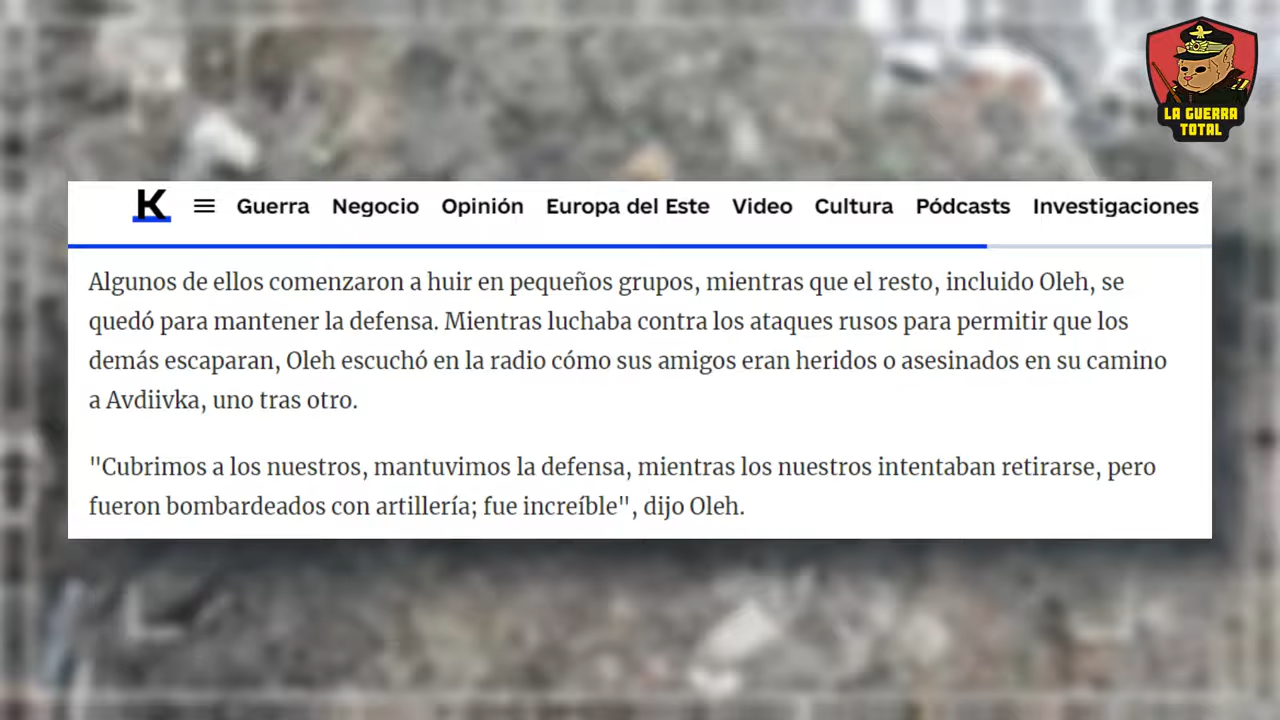 LA GUERRA
TOTAL
K Guerra Negocio Opinión Europa del Este Video Cultura Pódcasts Investigaciones
Algunos de ellos comenzaron a huir en pequeños grupos, mientras que el resto, incluido Oleh, se
quedó para mantener la defensa. Mientras luchaba contra los ataques rusos para permitir que los
demás escaparan, Oleh escuchó en la radio cómo sus amigos eran heridos o asesinados en su camino
a Avdiivka, uno tras otro.
"Cubrimos a los nuestros, mantuvimos la defensa, mientras los nuestros intentaban retirarse, pero
fueron bombardeados con artillería; fue increíble", dijo Oleh.